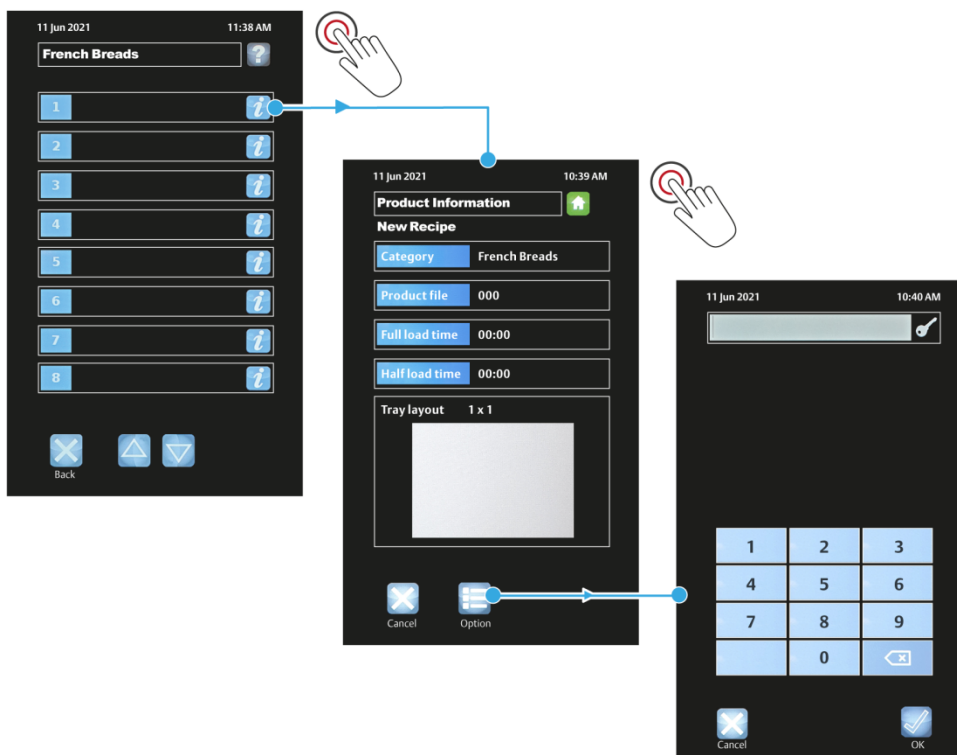 11 Jun 2021 11:38 AM
French Breads ?
1 i
2 i
3 i
4 i
5 i
6 i
7 i
8 i
Back
11 Jun 2021 10:39 AM
Product Information
New Recipe
Category French Breads
Product file 000
Full load time 00:00
Half load time 00:00
Tray layout 1 x 1
Cancel Option
11 Jun 2021 10:40 AM
1 2 3
4 5 6
7 8 9
0
Cancel OK